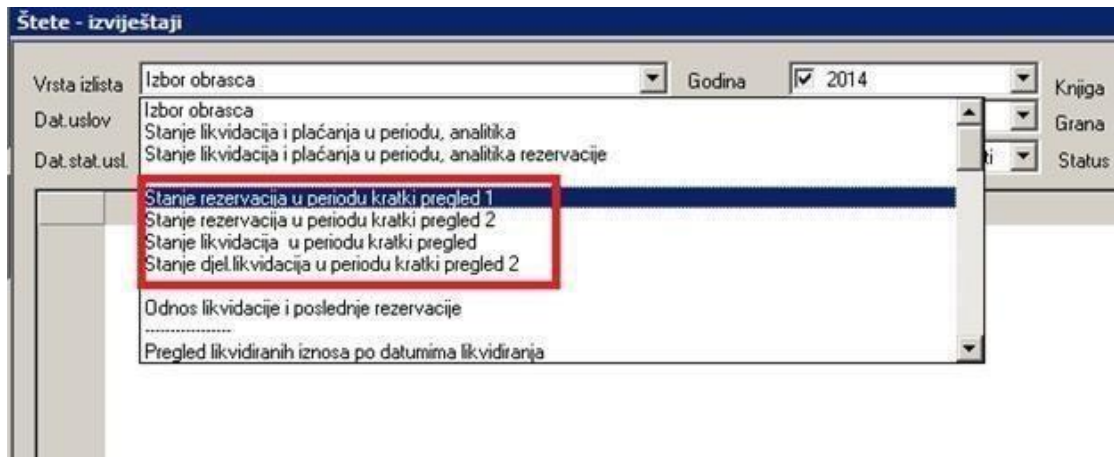 Štete - izviještaji
Vrsta izlista Izbor obrasca Godina 2014 Knjiga
Dat.uslov Grana
Dat.stat.usl. ti Status
Izbor obrasca
Stanje likvidacija i plaćanja u periodu, analitika
Stanje likvidacija i plaćanja u periodu, analitika rezervacije
Stanje rezervacija u periodu kratki pregled 1
Stanje rezervacija u periodu kratki pregled 2
Stanje likvidacija u periodu kratki pregled
Stanje djel.likvidacija u periodu kratki pregled 2
Odnos likvidacije i poslednje rezervacije
-----------------
Pregled likvidiranih iznosa po datumima likvidiranja